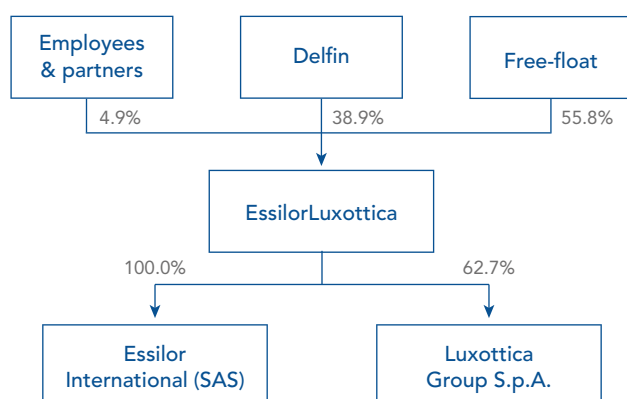 Employees
& partners
Delfin
Free-float
4.9%
38.9%
55.8%
EssilorLuxottica
100.0%
62.7%
Essilor
International (SAS)
Luxottica
Group S.p.A.